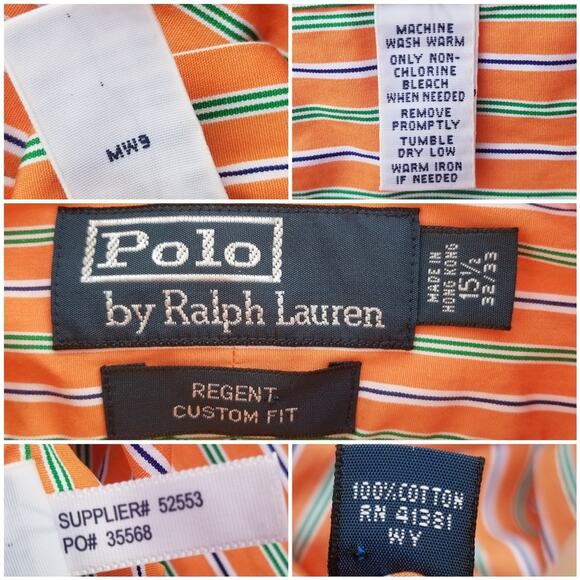 MW9
MACHINE
WASH WARM
ONLY NON-
CHLORINE
BLEACH
WHEN NEEDED
REMOVE
PROMPTLY
TUMBLE
DRY LOW
WARM IRON
IF NEEDED
Polo
by Ralph Lauren
MADE IN
HONG KONG
15 1/2
32/33
REGENT
CUSTOM FIT
SUPPLIER# 52553
PO# 35568
100% COTTON
RN 41381
WY